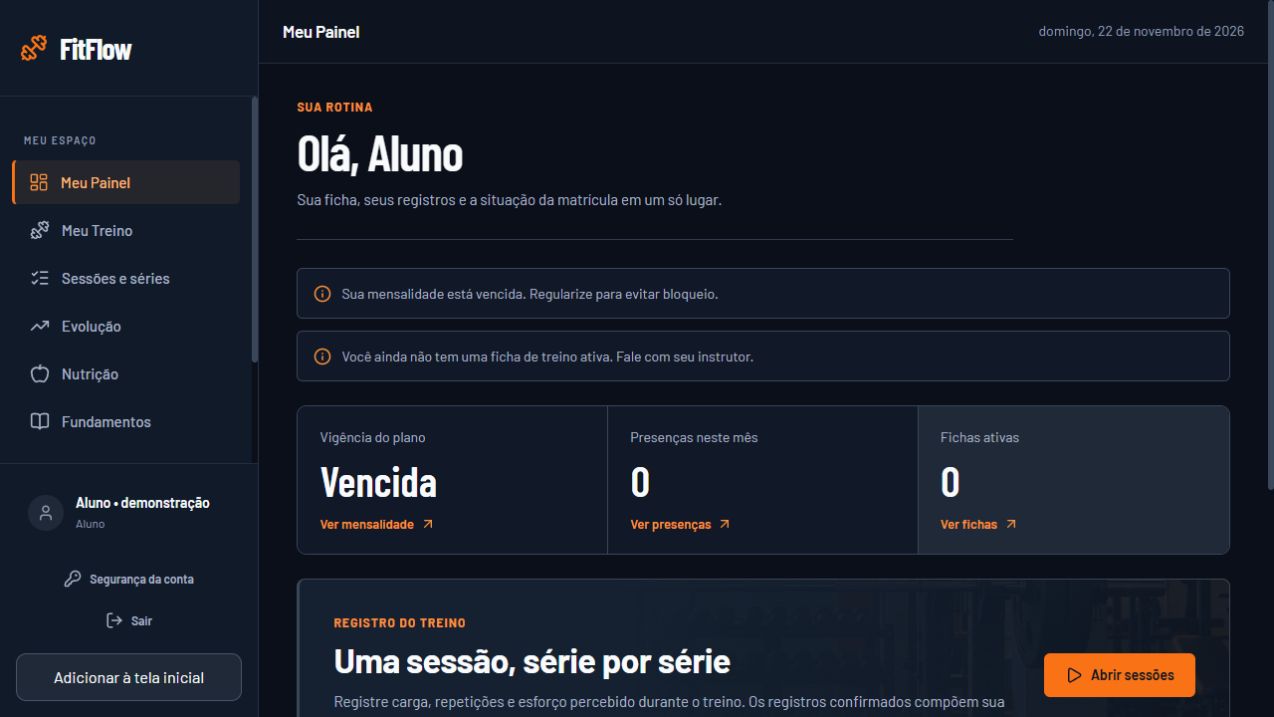 FitFlow
MEU ESPAÇO
Meu Painel
Meu Treino
Sessões e séries
Evolução
Nutrição
Fundamentos
Aluno • demonstração
Aluno
Segurança da conta
Sair
Adicionar à tela inicial
Meu Painel
domingo, 22 de novembro de 2026
SUA ROTINA
Olá, Aluno
Sua ficha, seus registros e a situação da matrícula em um só lugar.
Sua mensalidade está vencida. Regularize para evitar bloqueio.
Você ainda não tem uma ficha de treino ativa. Fale com seu instrutor.
Vigência do plano
Vencida
Ver mensalidade
Presenças neste mês
0
Ver presenças
Fichas ativas
0
Ver fichas
REGISTRO DO TREINO
Uma sessão, série por série
Registre carga, repetições e esforço percebido durante o treino. Os registros confirmados compõem sua
Abrir sessões